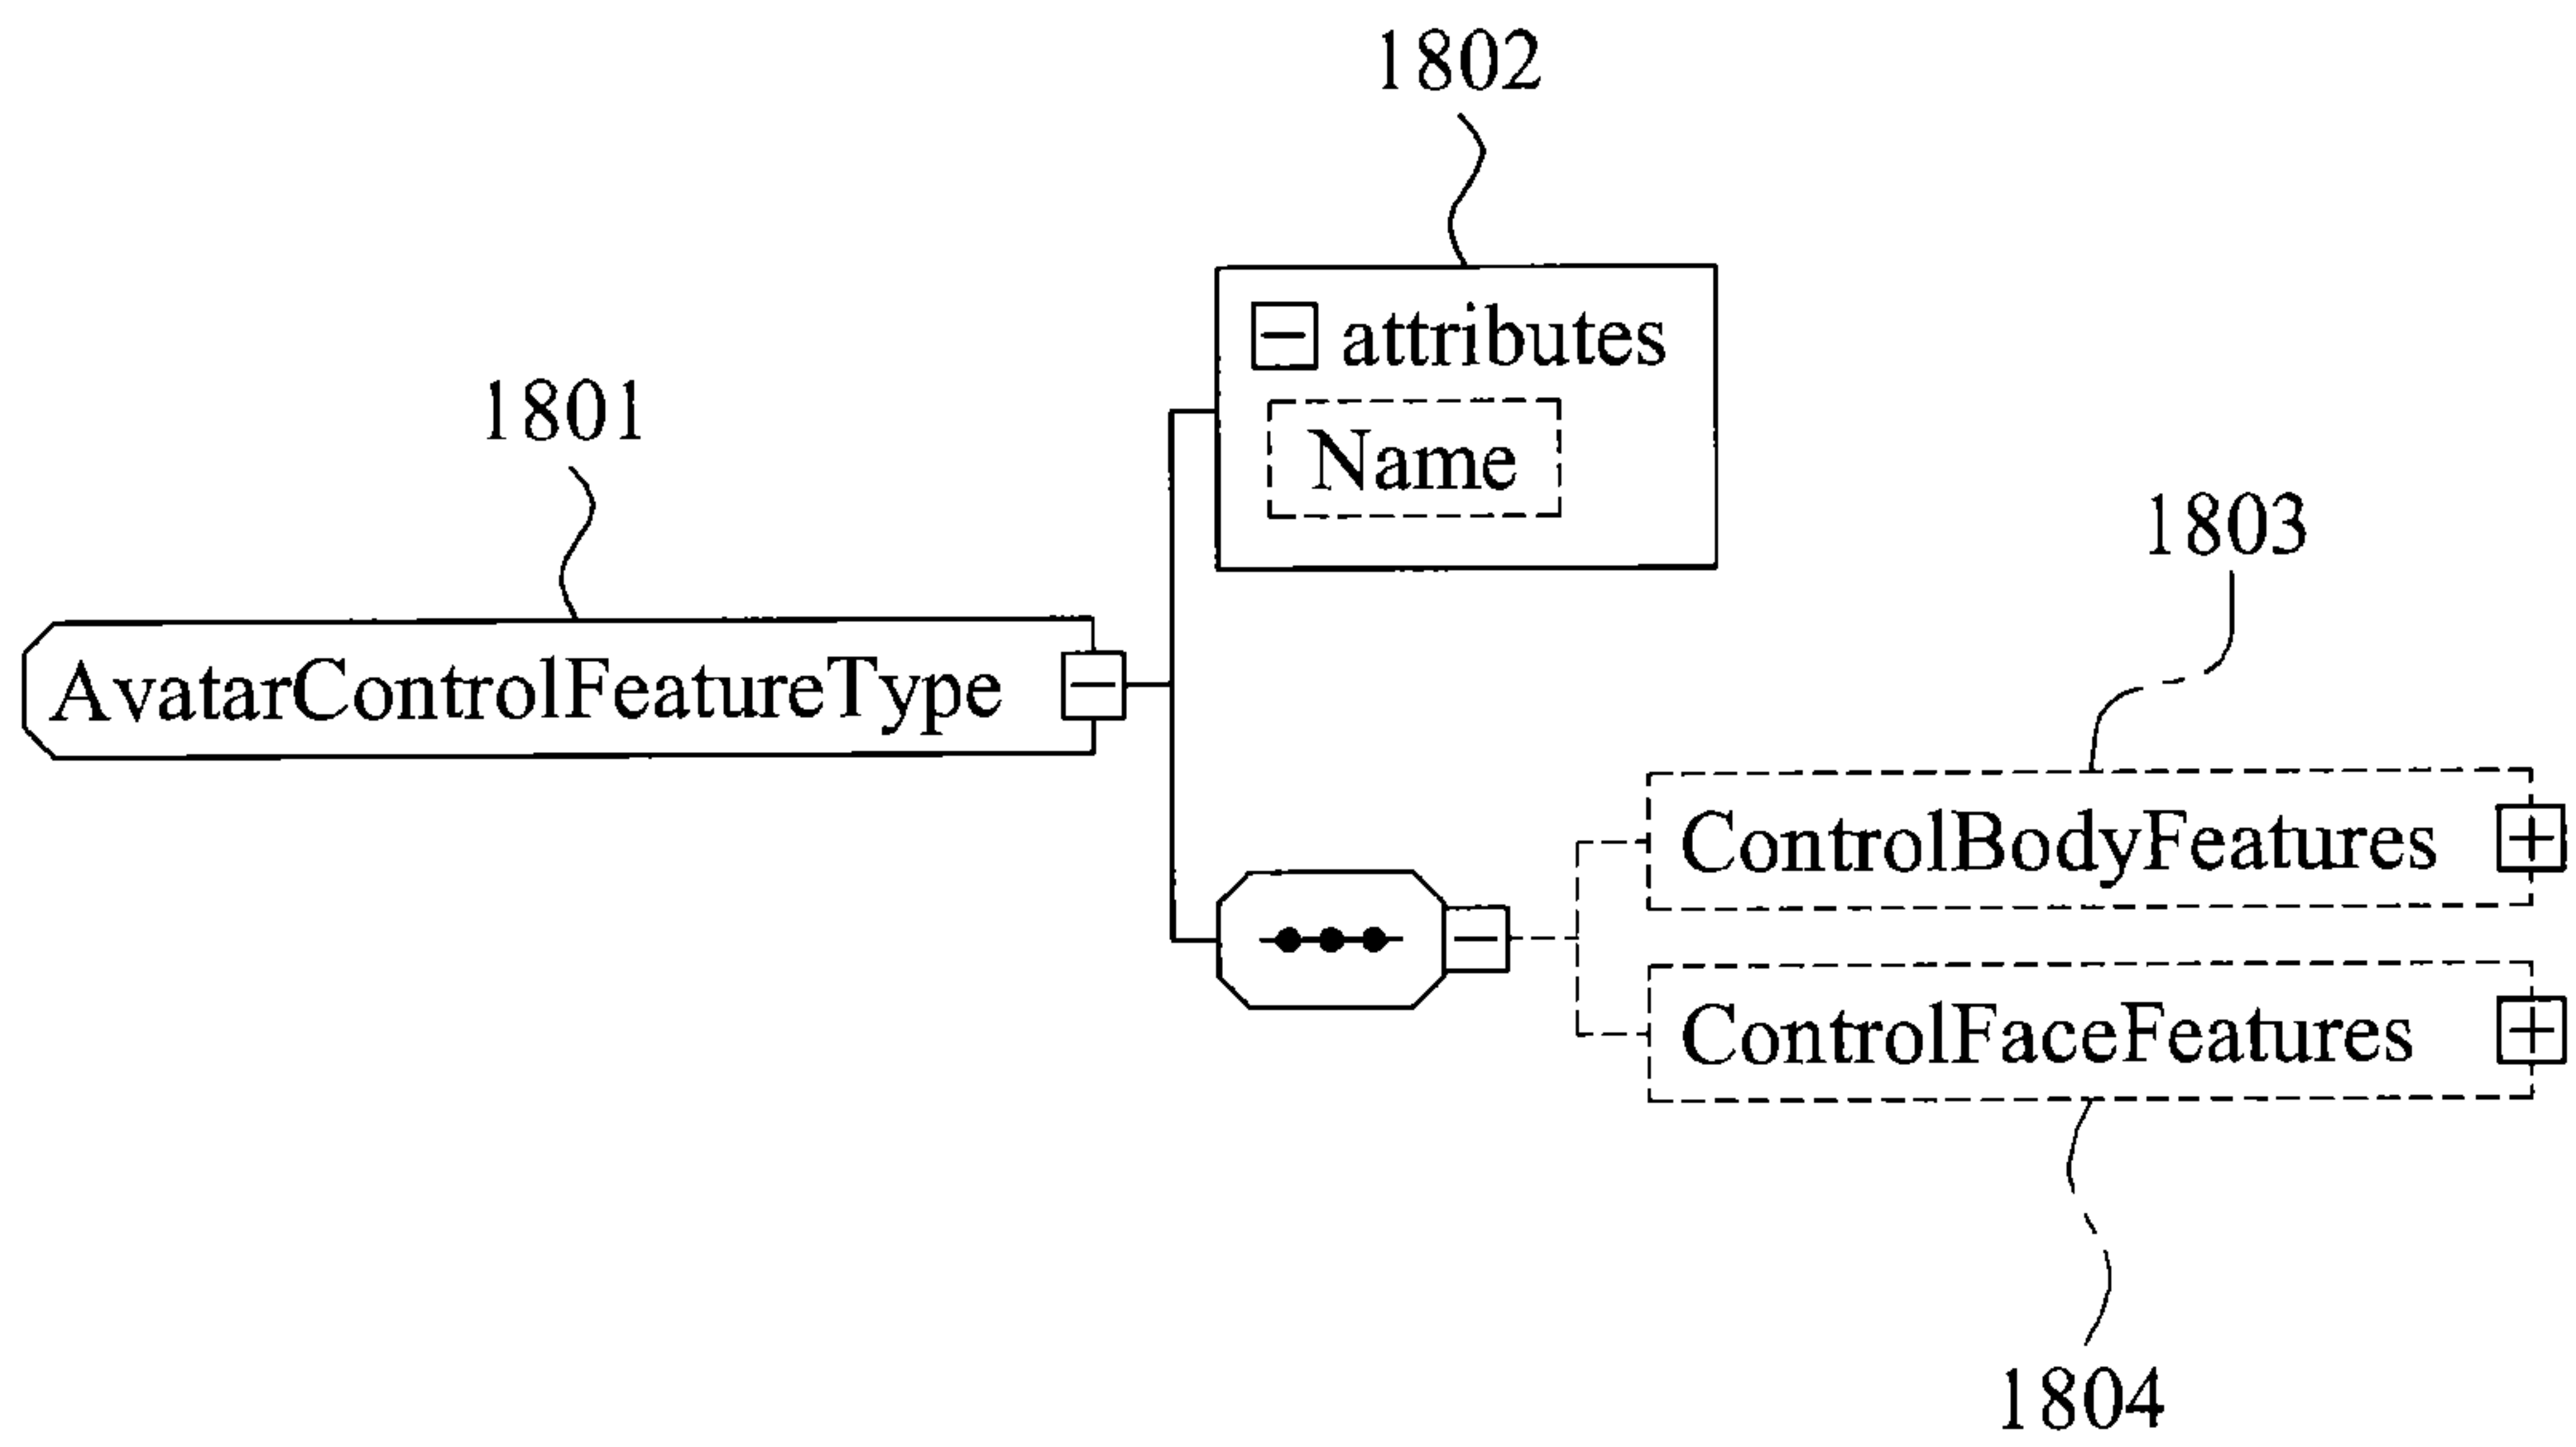 1802
attributes
Name
1801
AvatarControlFeatureType
1803
ControlBodyFeatures
ControlFaceFeatures
1804